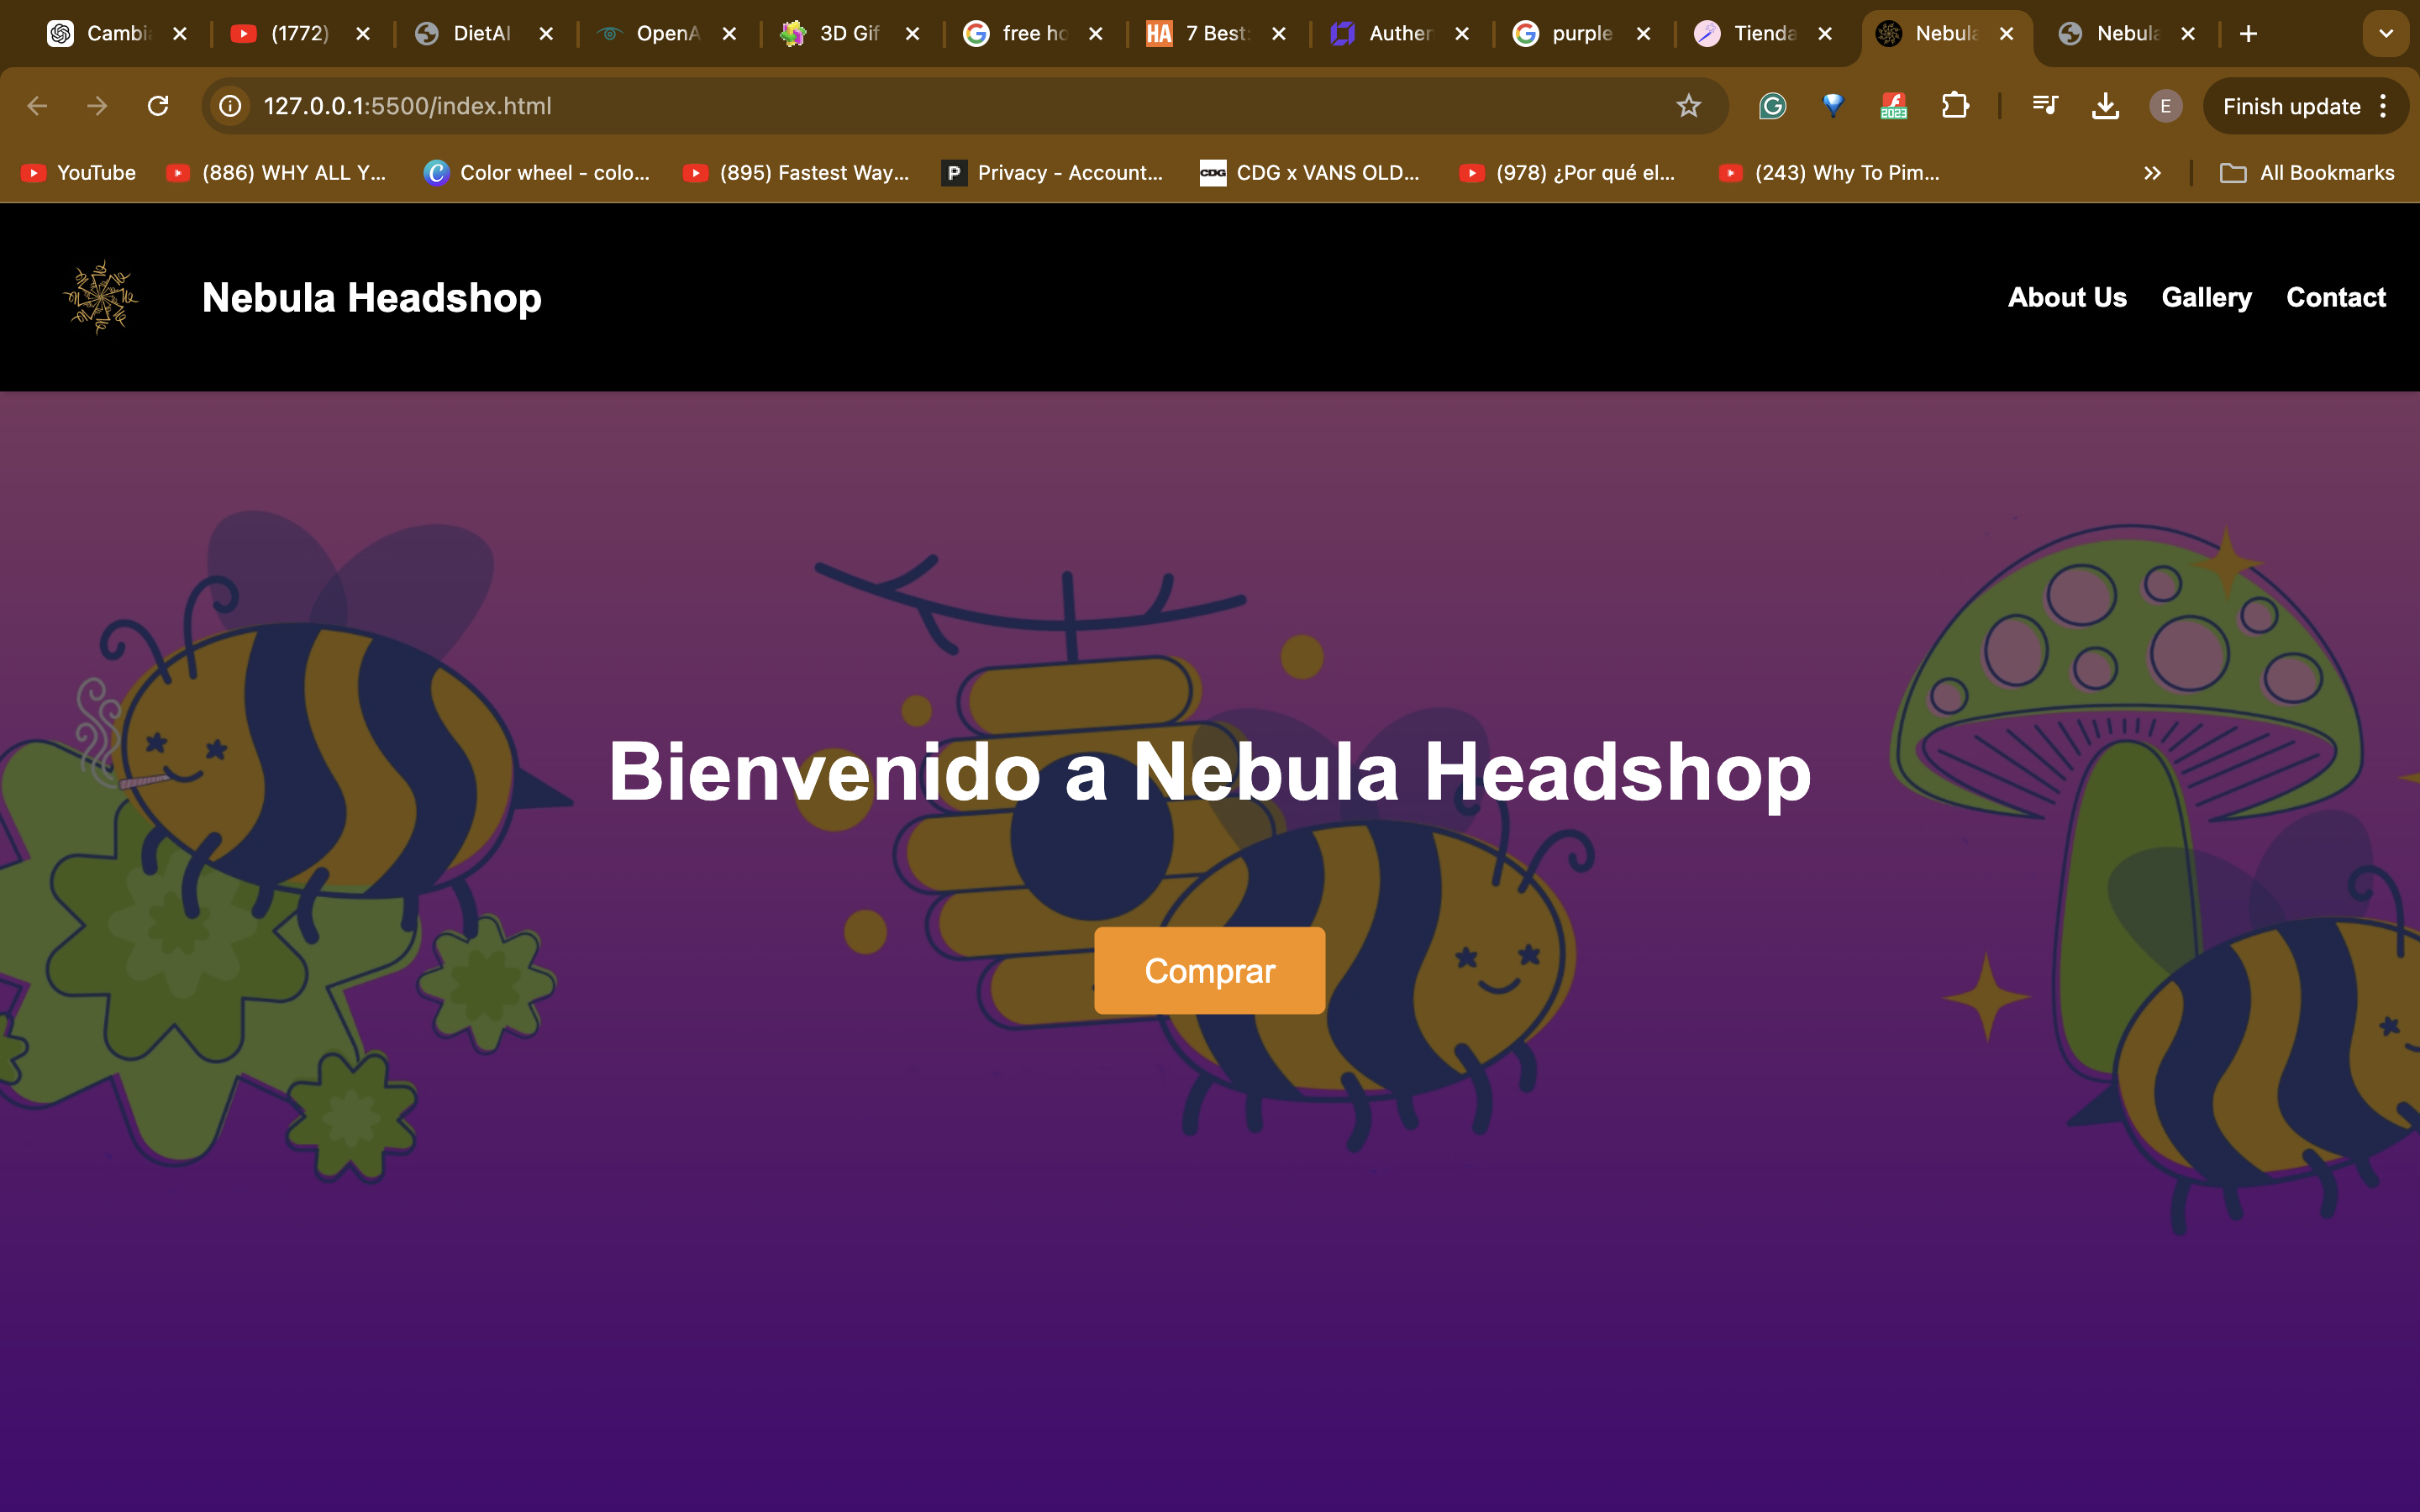 Cambi
(1772)
DietAI
OpenA
3D Gif
free ho
7 Best
Auther
purple
Tienda
Nebula
Nebula
127.0.0.1:5500/index.html
E
Finish update
YouTube
(886) WHY ALL Y...
Color wheel - colo...
(895) Fastest Way...
Privacy - Account...
CDG x VANS OLD...
(978) ¿Por qué el...
(243) Why To Pim...
All Bookmarks
Nebula Headshop
About Us
Gallery
Contact
Bienvenido a Nebula Headshop
Comprar